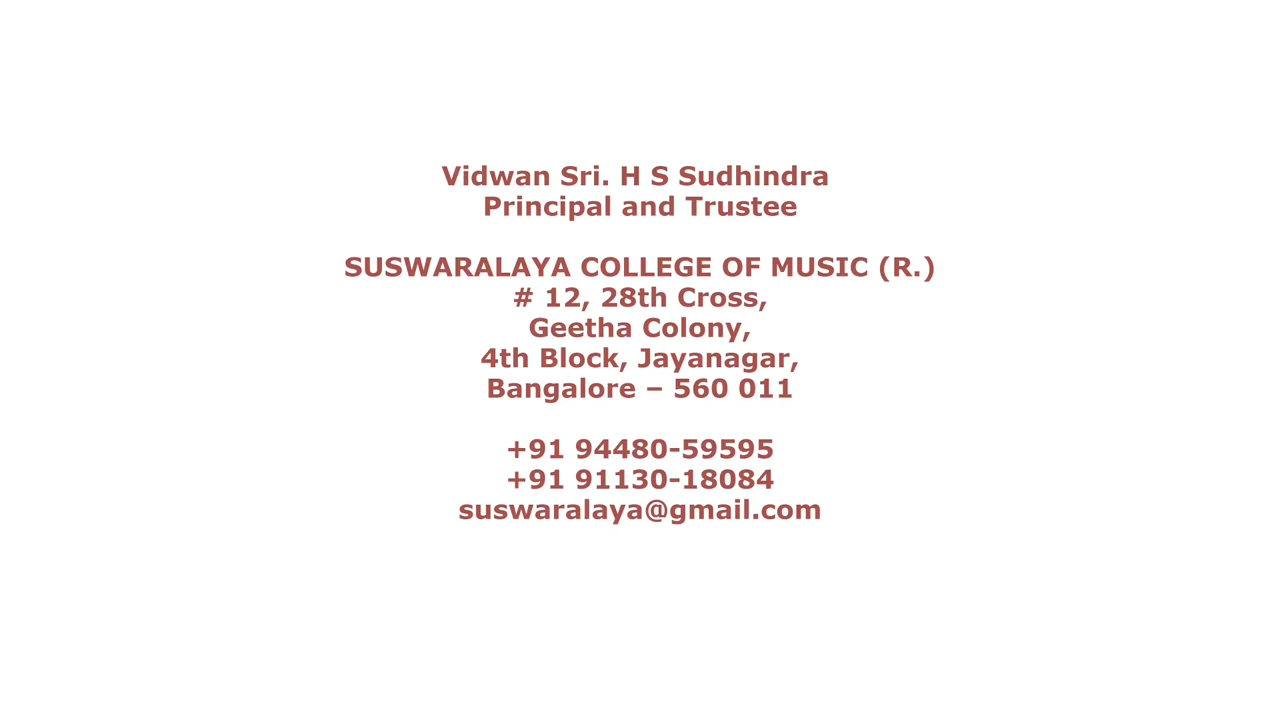 Vidwan Sri. H S Sudhindra
Principal and Trustee
SUSWARALAYA COLLEGE OF MUSIC (R.)
# 12, 28th Cross,
Geetha Colony,
4th Block, Jayanagar,
Bangalore – 560 011
+91 94480-59595
+91 91130-18084
suswaralaya@gmail.com